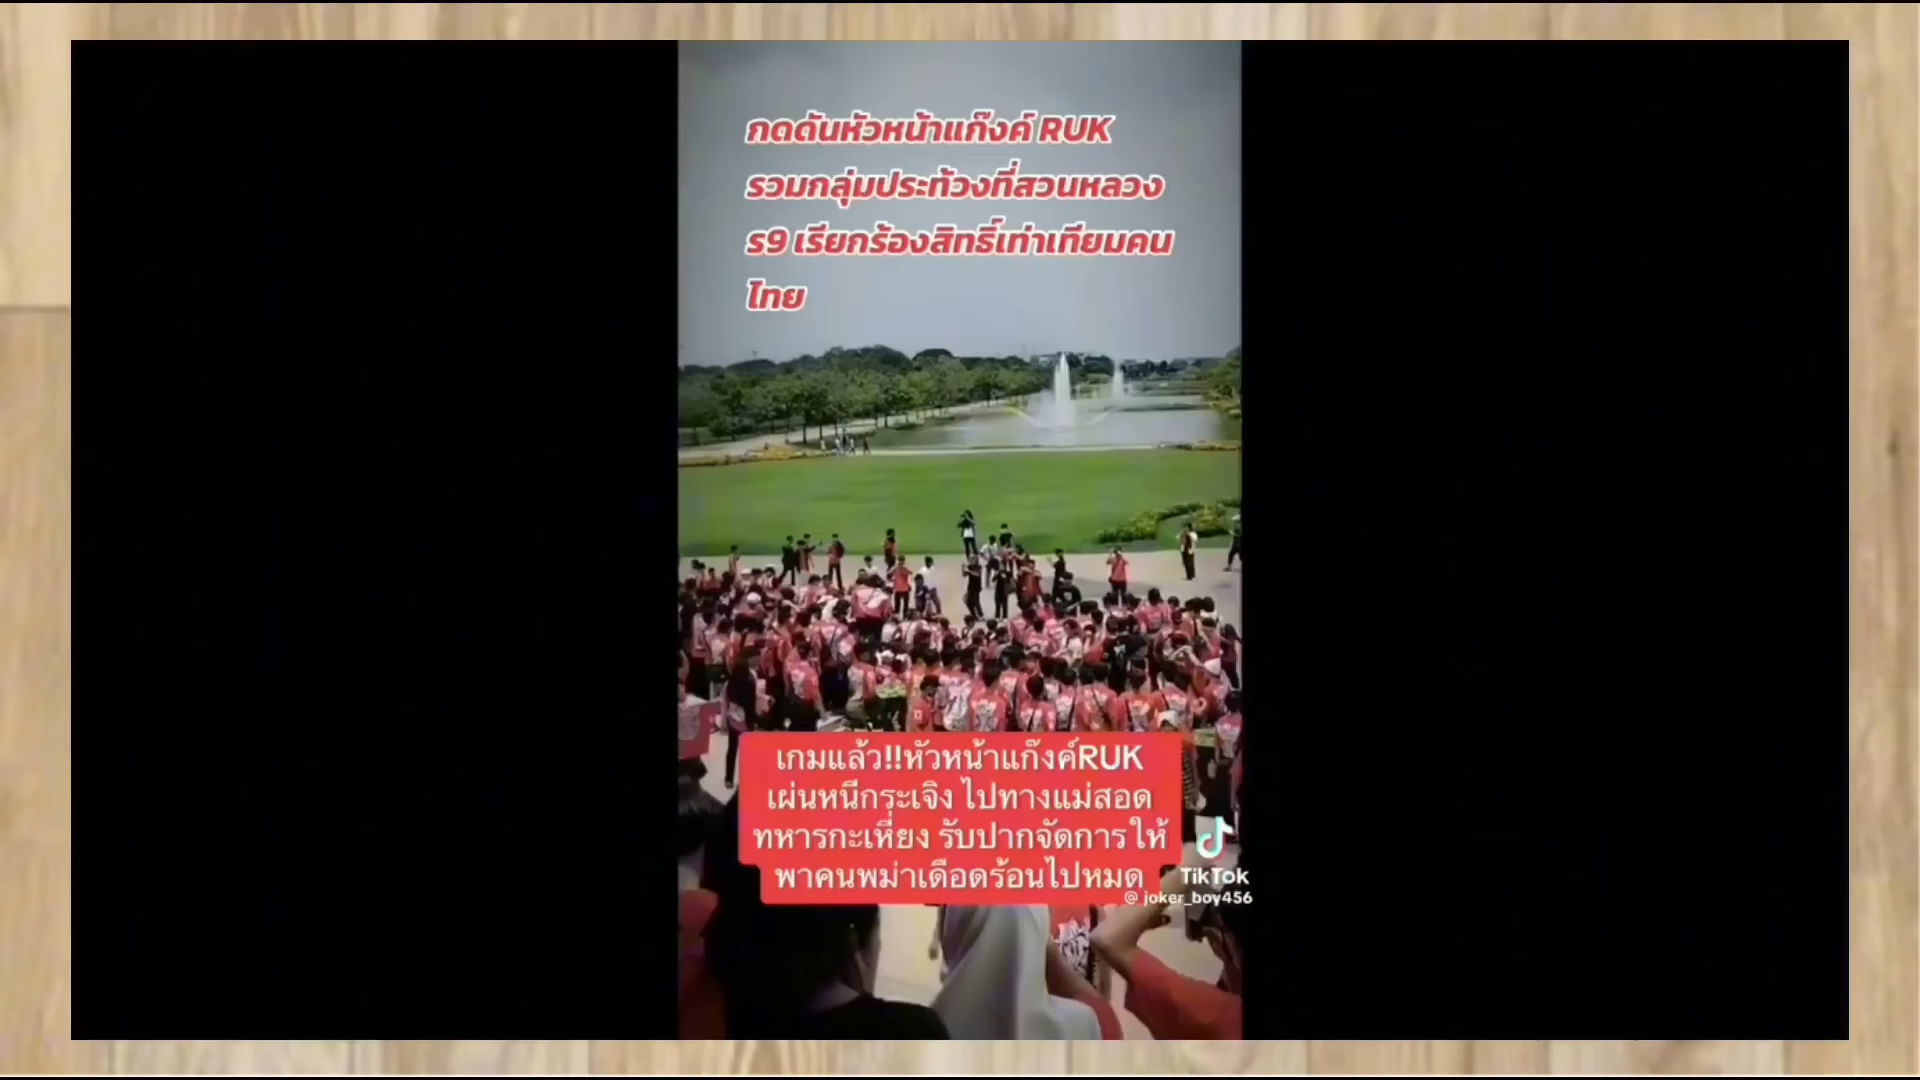 กดดันหัวหน้าแก๊งค์ RUK
รวมกลุ่มประท้วงที่สวนหลวง
ร9 เรียกร้องสิทธิ์เท่าเทียมคน
ไทย
เกมแล้ว!!หัวหน้าแก๊งค์RUK
เผ่นหนีกระเจิง ไปทางแม่สอด
ทหารกะเหี่ยง รับปากจัดการให้
พาคนพม่าเดือดร้อนไปหมด
TikTok
@ joker_boy456